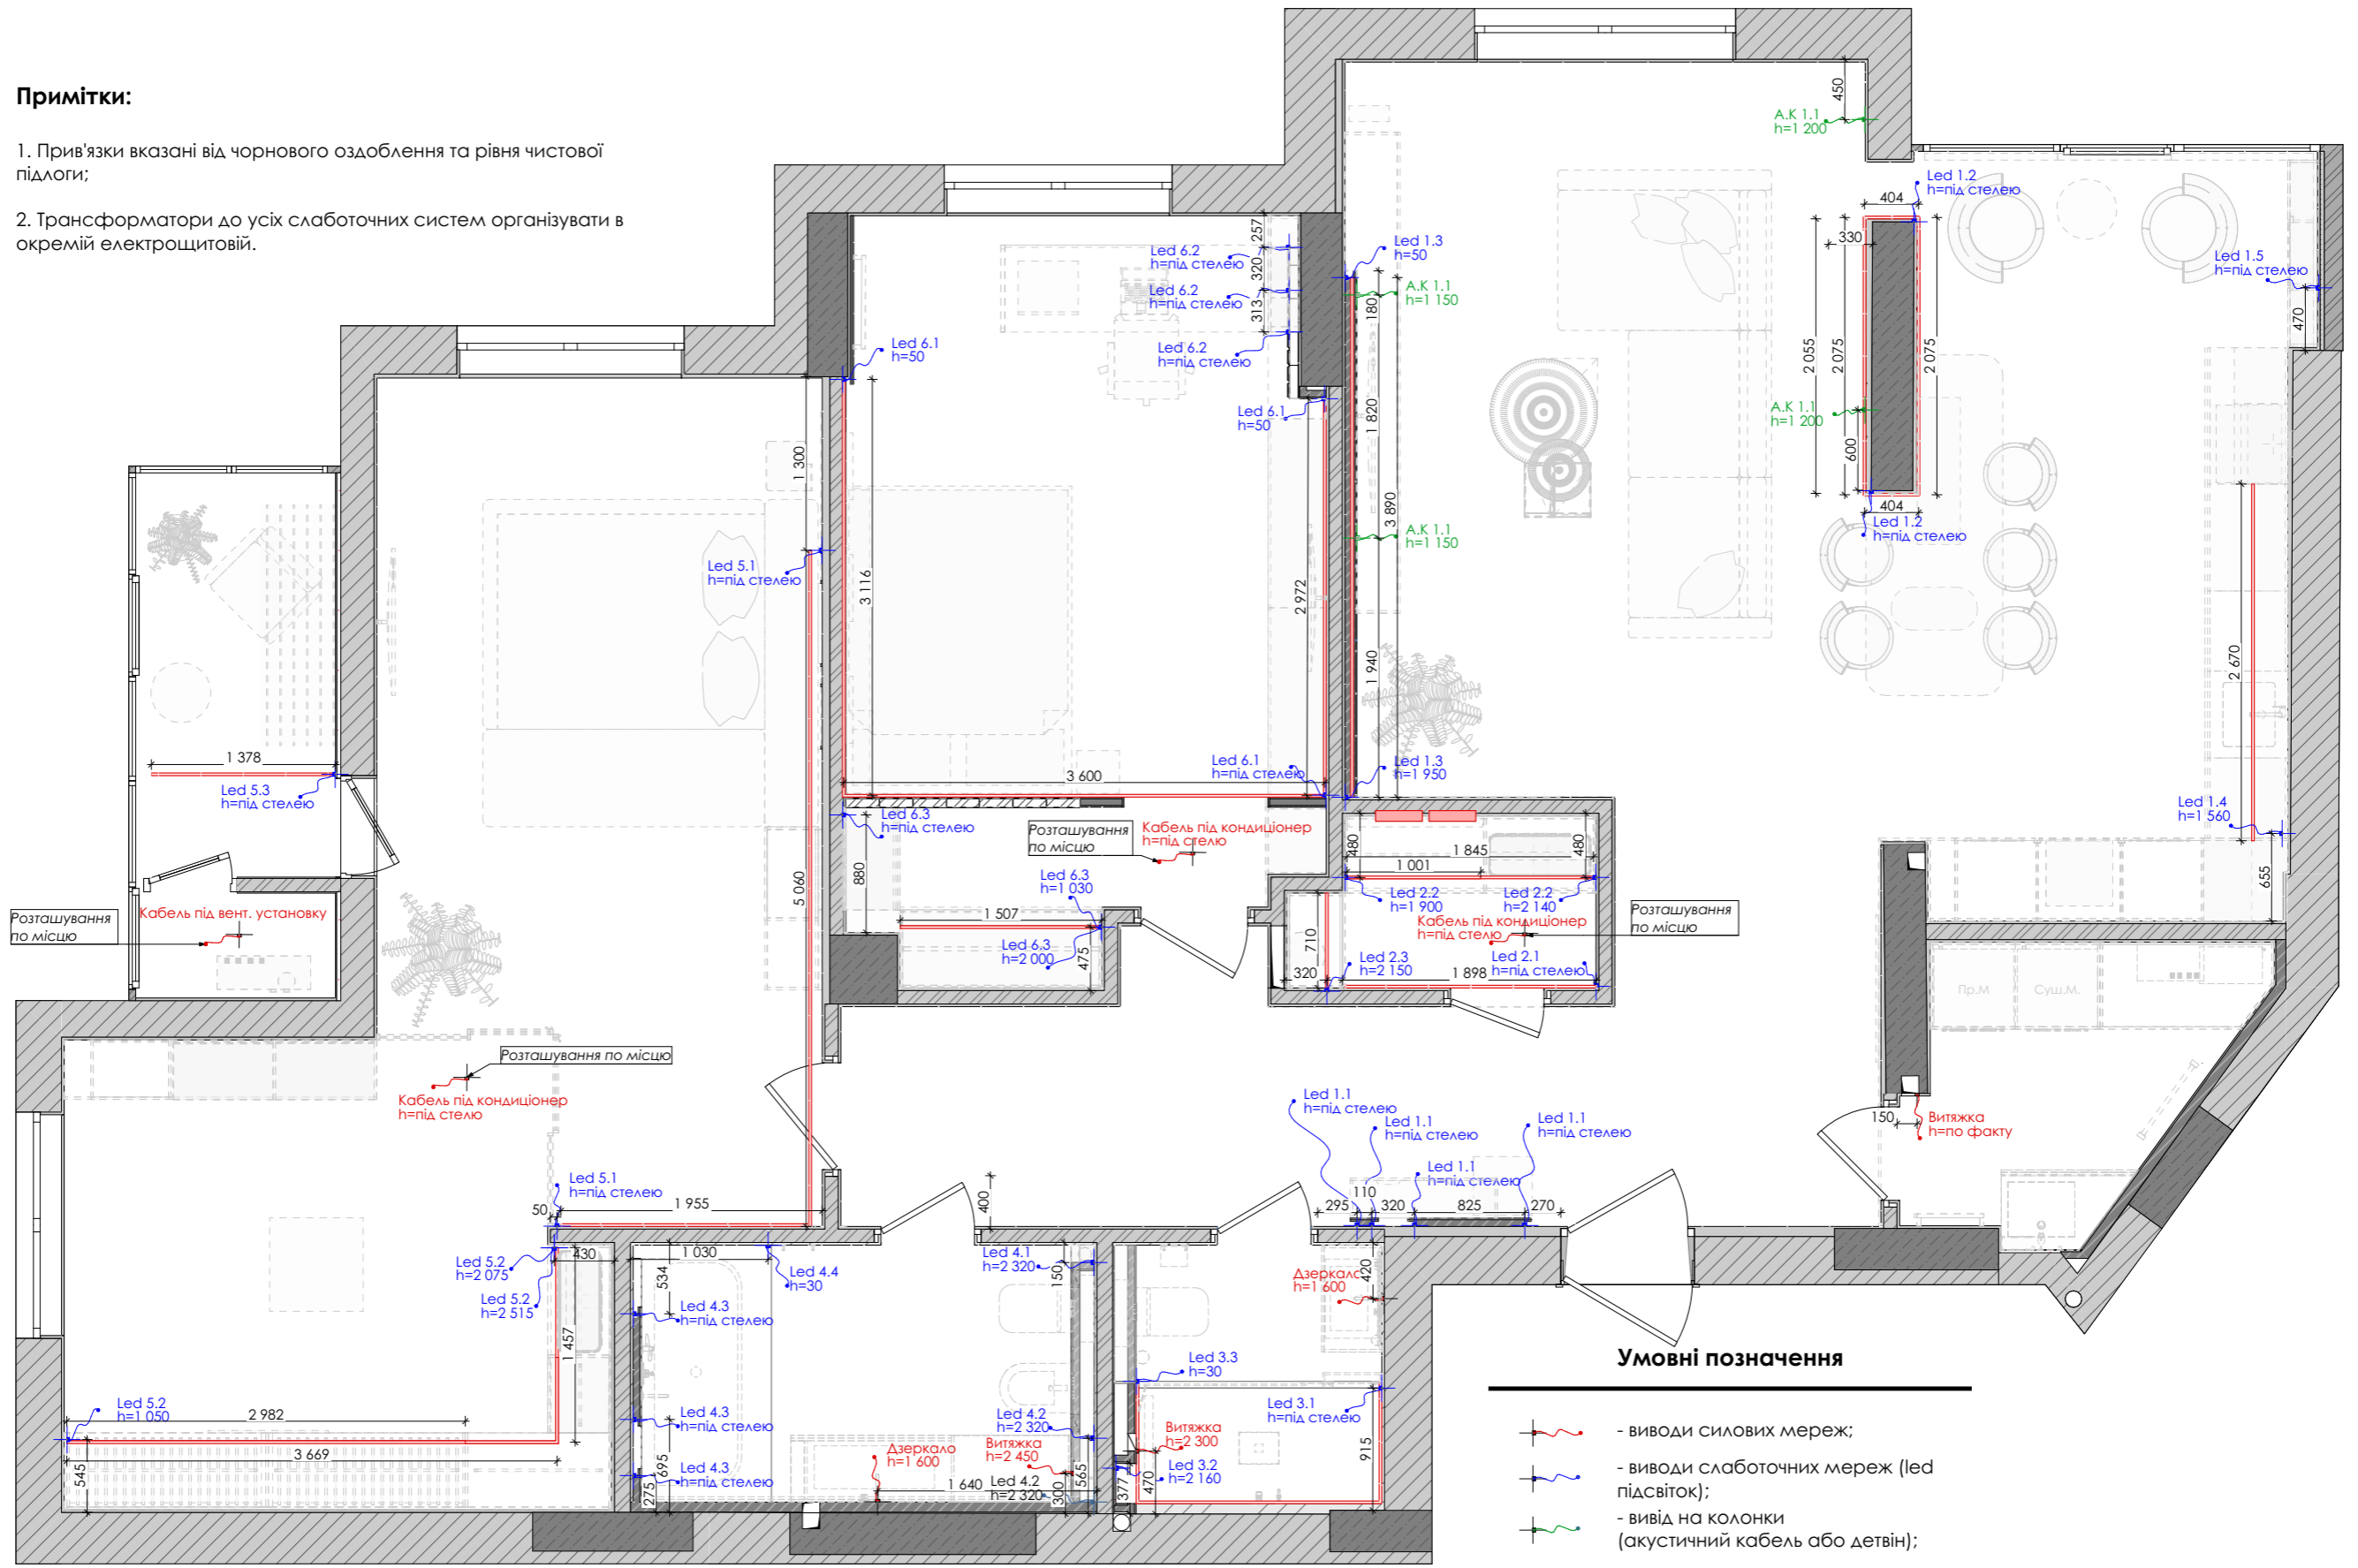 Примітки:
1. Прив'язки вказані від чорнового оздоблення та рівня чистової
підлоги;
2. Трансформатори до усіх слаботочних систем організувати в
окремій електрощитовій.
450
А.К 1.1
h=1 200
Led 1.2
h=під стелею
404
330
2 055
2 075
2 075
Led 1.5
h=під стелею
470
А.К 1.1
h=1 200
600
404
Led 1.2
h=під стелею
257
Led 6.2
h=під стелею
320
Led 6.2
h=під стелею
313
Led 6.2
h=під стелею
Led 1.3
h=50
А.К 1.1
h=1 150
180
1 820
3 890
А.К 1.1
h=1 150
1 940
Led 1.3
h=1 950
Led 6.1
h=50
Led 6.1
h=50
3 116
2 972
1 300
Led 5.1
h=під стелею
2 670
Led 1.4
h=1 560
655
1 378
Led 5.3
h=під стелею
Led 6.1
h=під стелею
3 600
Led 6.3
h=під стелею
Розташування
по місцю
Кабель під кондиціонер
h=під стелю
880
5 060
Led 6.3
h=1 030
1 507
Led 6.3
h=2 000
475
480
1 845
480
1 001
Led 2.2
h=1 900
Led 2.2
h=2 140
Кабель під кондиціонер
h=під стелю
Розташування
по місцю
710
Led 2.3
h=2 150
Led 2.1
h=під стелею
320
1 898
Розташування
по місцю
Кабель під вент. установку
Пр.М
Суш.М.
Розташування по місцю
Кабель під кондиціонер
h=під стелю
Led 1.1
h=під стелею
Led 1.1
h=під стелею
Led 1.1
h=під стелею
Led 1.1
h=під стелею
295
110
320
825
270
150
Витяжка
h=по факту
Led 5.1
h=під стелею
50
1 955
400
430
Led 5.2
h=2 075
Led 5.2
h=2 515
1 457
1 030
534
Led 4.4
h=30
Led 4.1
h=2 320
150
Led 4.3
h=під стелею
Дзеркало
h=1 600
420
Led 3.3
h=30
Led 3.1
h=під стелею
Led 5.2
h=1 050
2 982
3 669
545
Led 4.3
h=під стелею
695
Led 4.3
h=під стелею
275
Дзеркало
h=1 600
Led 4.2
h=2 320
Витяжка
h=2 450
1 640
Led 4.2
h=2 320
300
565
Витяжка
h=2 300
Led 3.2
h=2 160
377
470
915
Умовні позначення
- виводи силових мереж;
- виводи слаботочних мереж (led
підсвіток);
- вивід на колонки
(акустичний кабель або детвін);